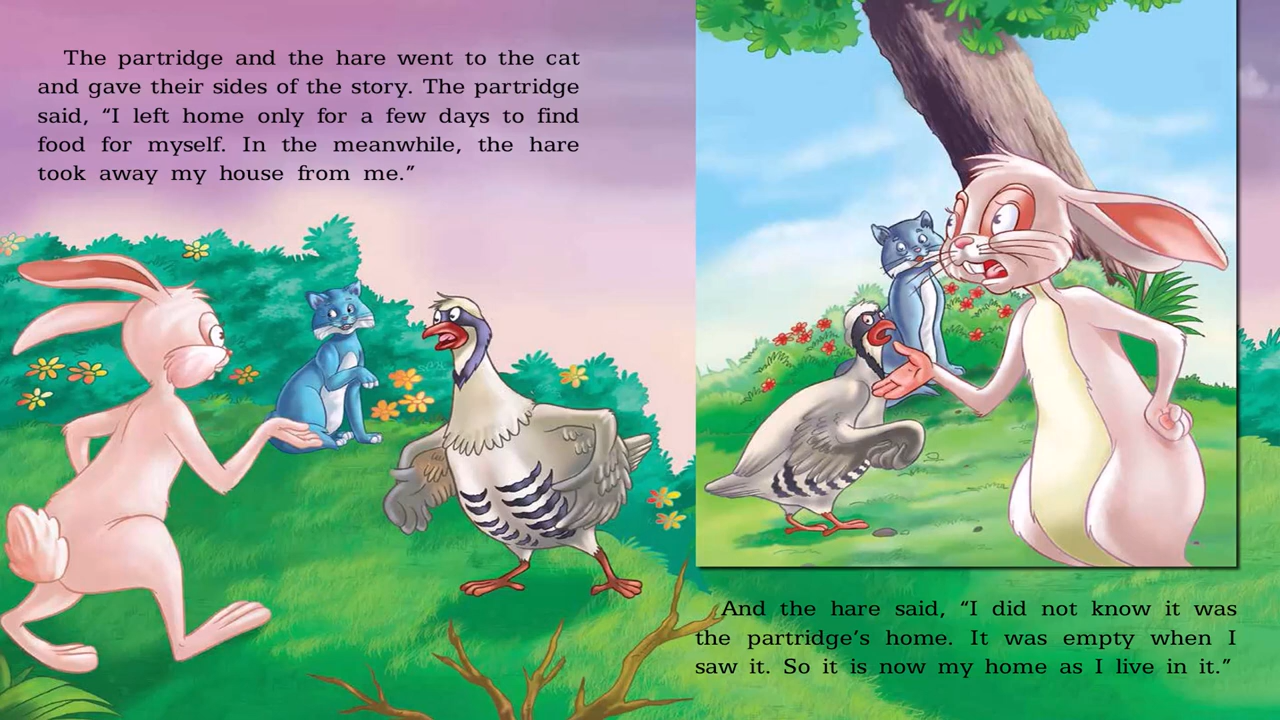 The partridge and the hare went to the cat
and gave their sides of the story. The partridge
said, “I left home only for a few days to find
food for myself. In the meanwhile, the hare
took away my house from me.”
And the hare said, “I did not know it was
the partridge’s home. It was empty when I
saw it. So it is now my home as I live in it.”